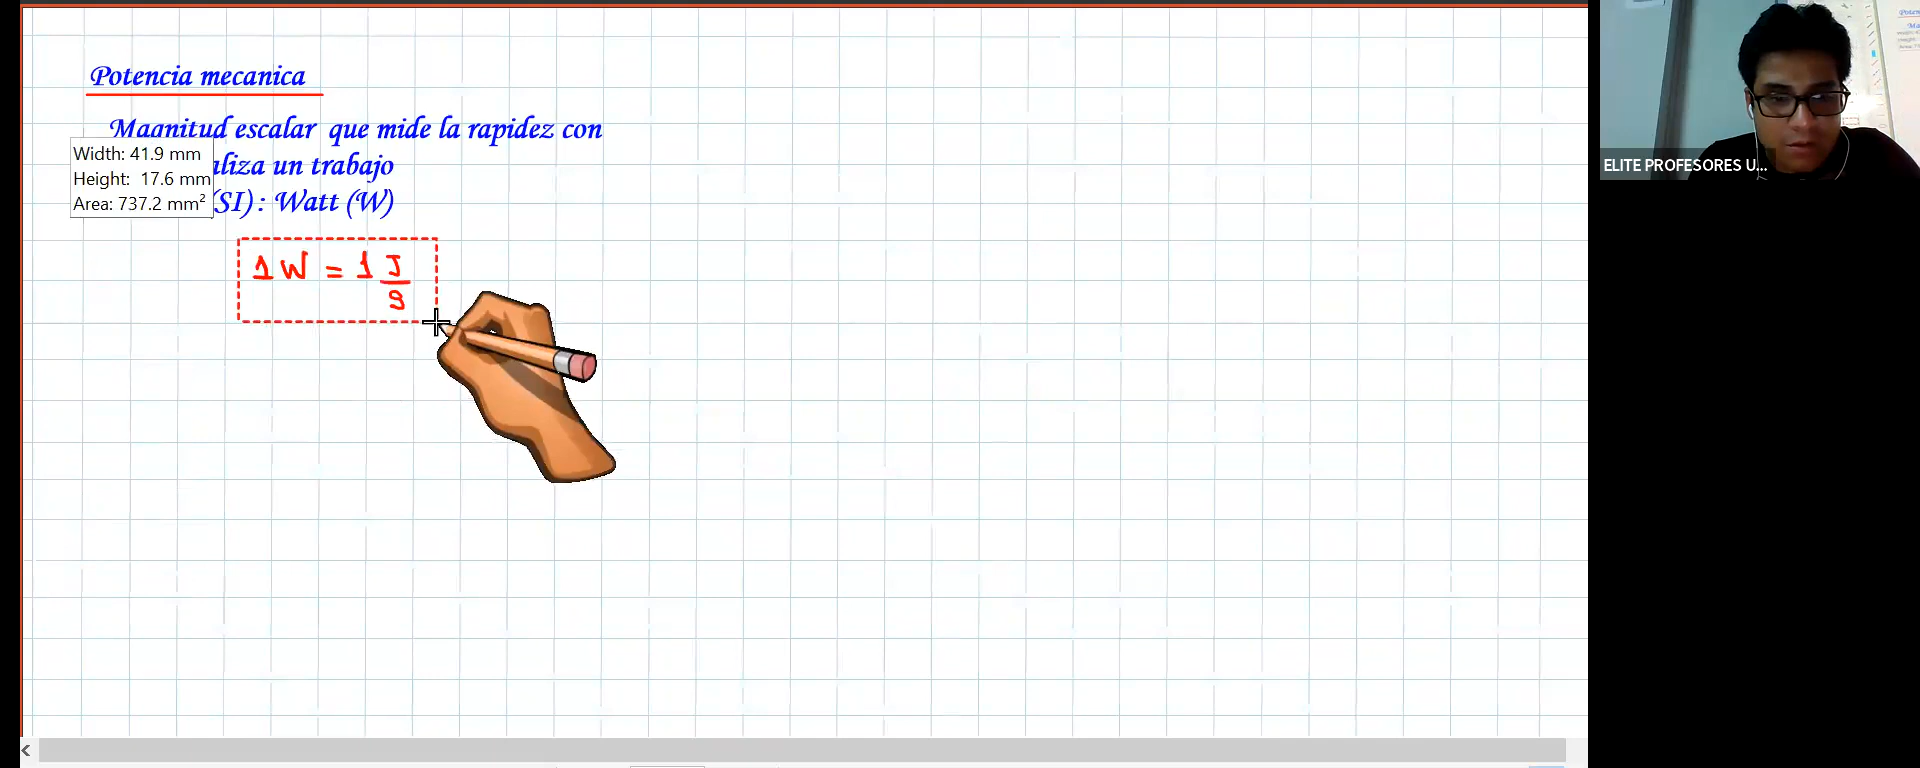 Potencia mecanica
Magnitud escalar que mide la rapidez con
liza un trabajo
(SI) : Watt (W)
Width: 41.9 mm
Height: 17.6 mm
Area: 737.2 mm²
1 W = 1 J/s
ELITE PROFESORES U...